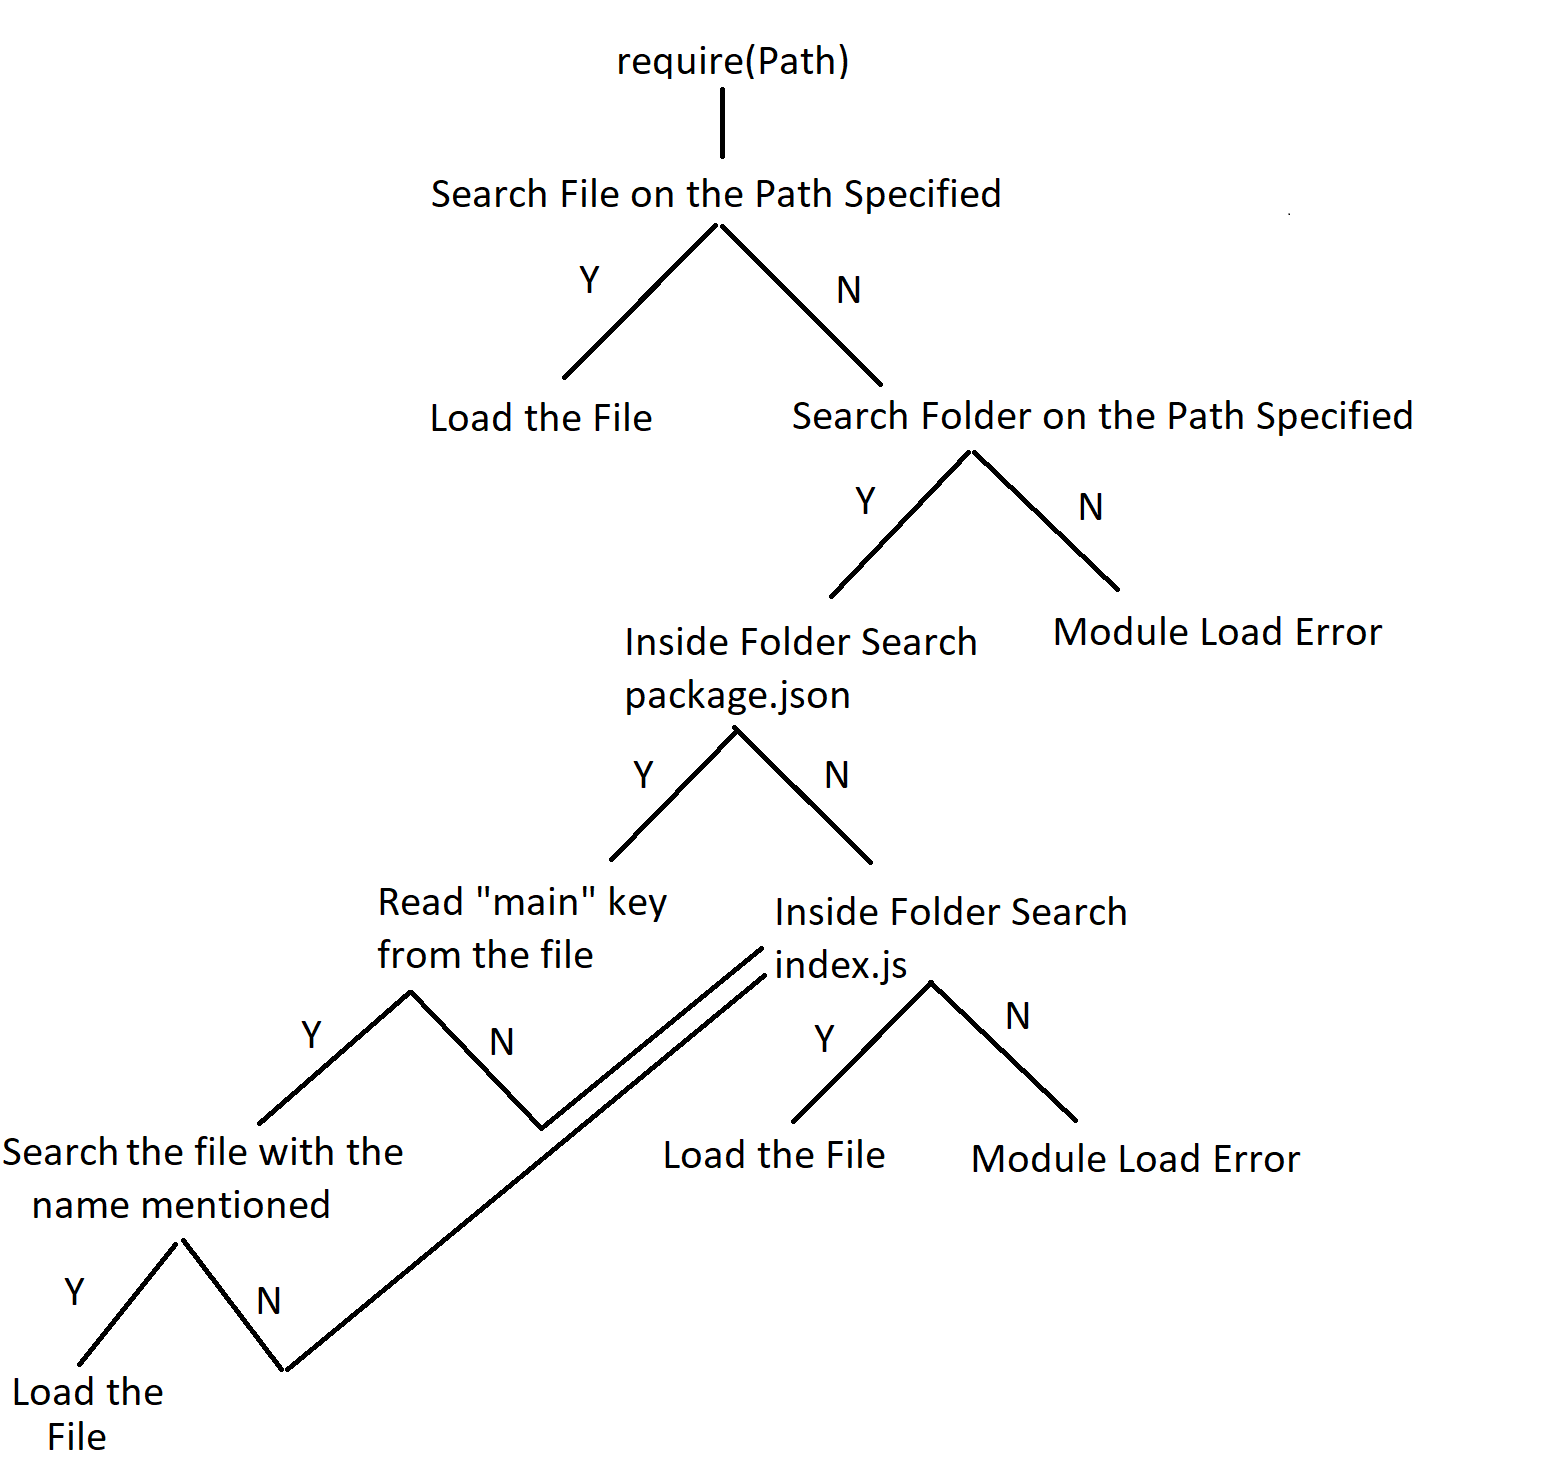 require(Path)
Search File on the Path Specified
Y
N
Load the File
Search Folder on the Path Specified
Y
N
Inside Folder Search
package.json
Module Load Error
Y
N
Read "main" key
from the file
Inside Folder Search
index.js
Y
N
Y
N
Search the file with the
name mentioned
Load the File
Module Load Error
Y
N
Load the
File